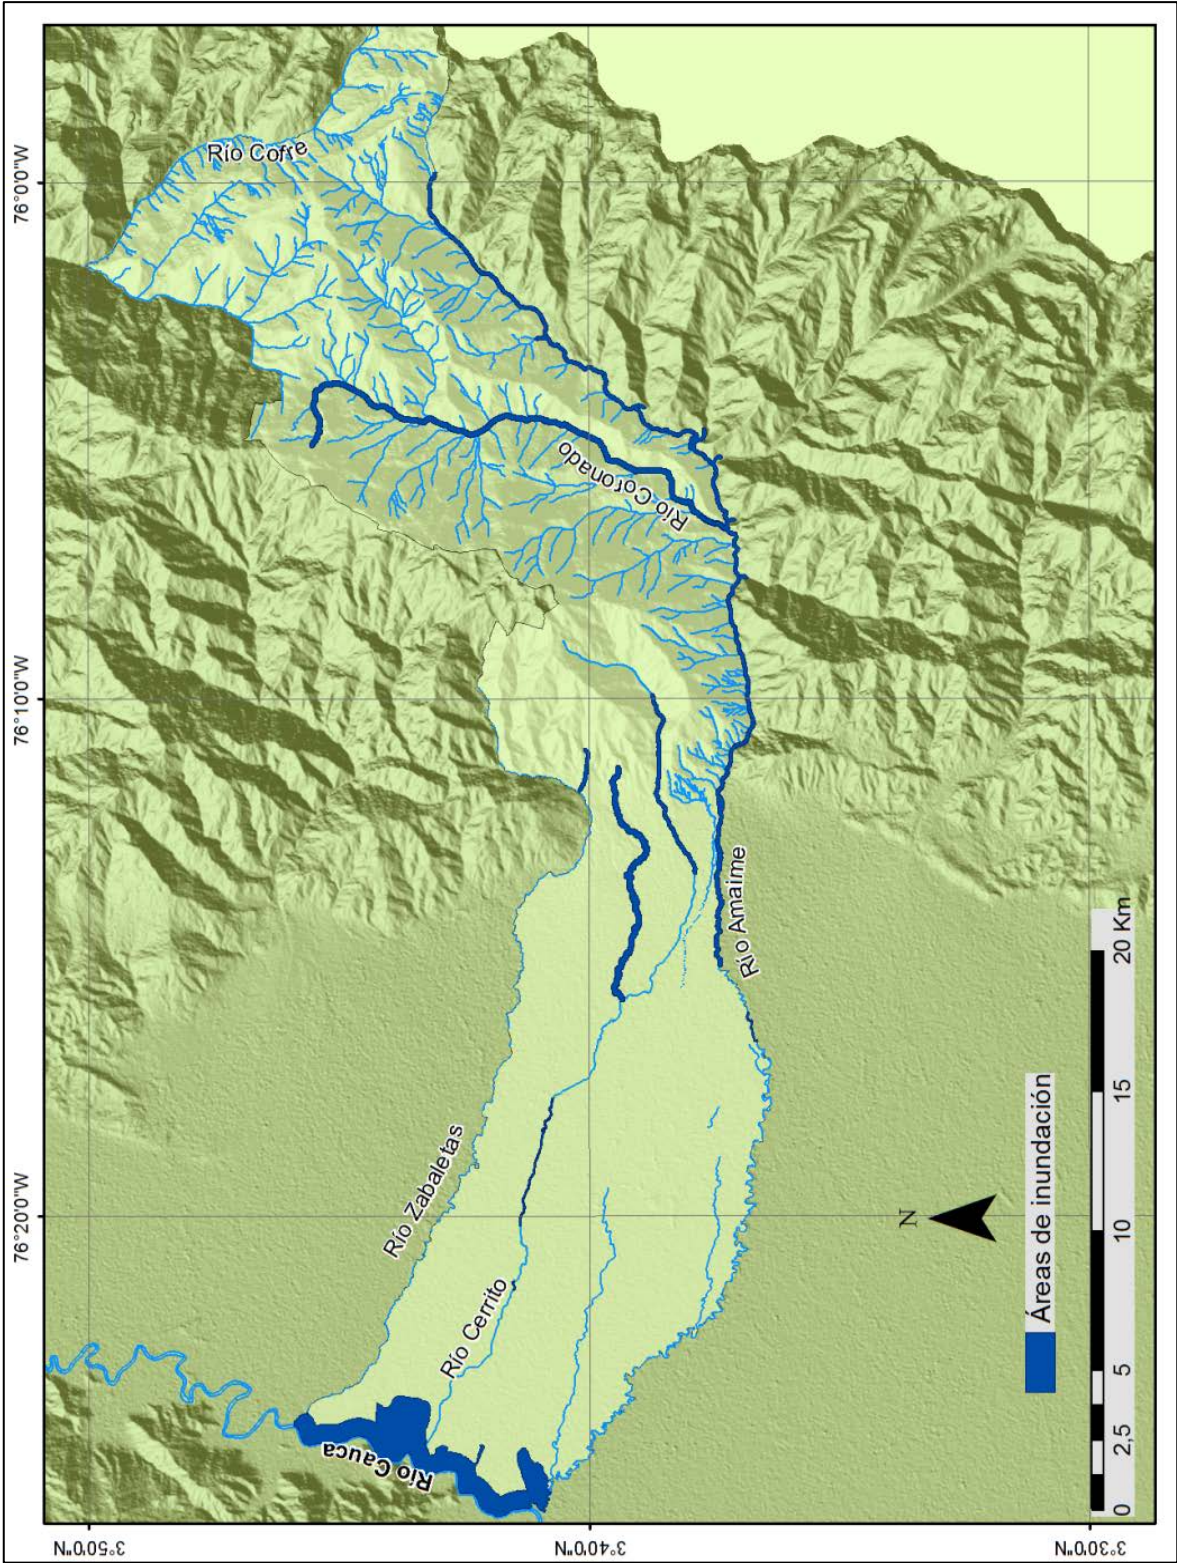 76°20'0"W
76°10'0"W
76°0'0"W
3°50'0"N
3°40'0"N
3°30'0"N
Río Cofre
Río Coronado
Río Amaime
Río Zabaletas
Río Cerrito
Río Cauca
N
Áreas de inundación
0 2,5 5 10 15 20 Km